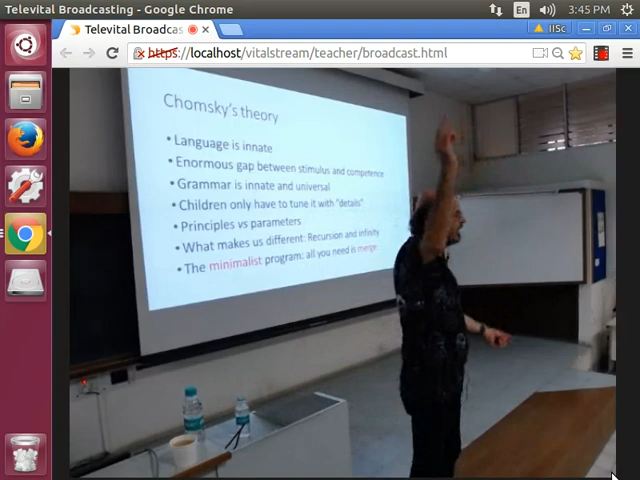 Televital Broadcasting - Google Chrome
En
3:45 PM
Televital Broadcas
IISc
https://localhost/vitalstream/teacher/broadcast.html
Chomsky's theory
• Language is innate
• Enormous gap between stimulus and competence
• Grammar is innate and universal
• Children only have to tune it with "details"
• Principles vs parameters
• What makes us different: Recursion and infinity
• The minimalist program: all you need is merge